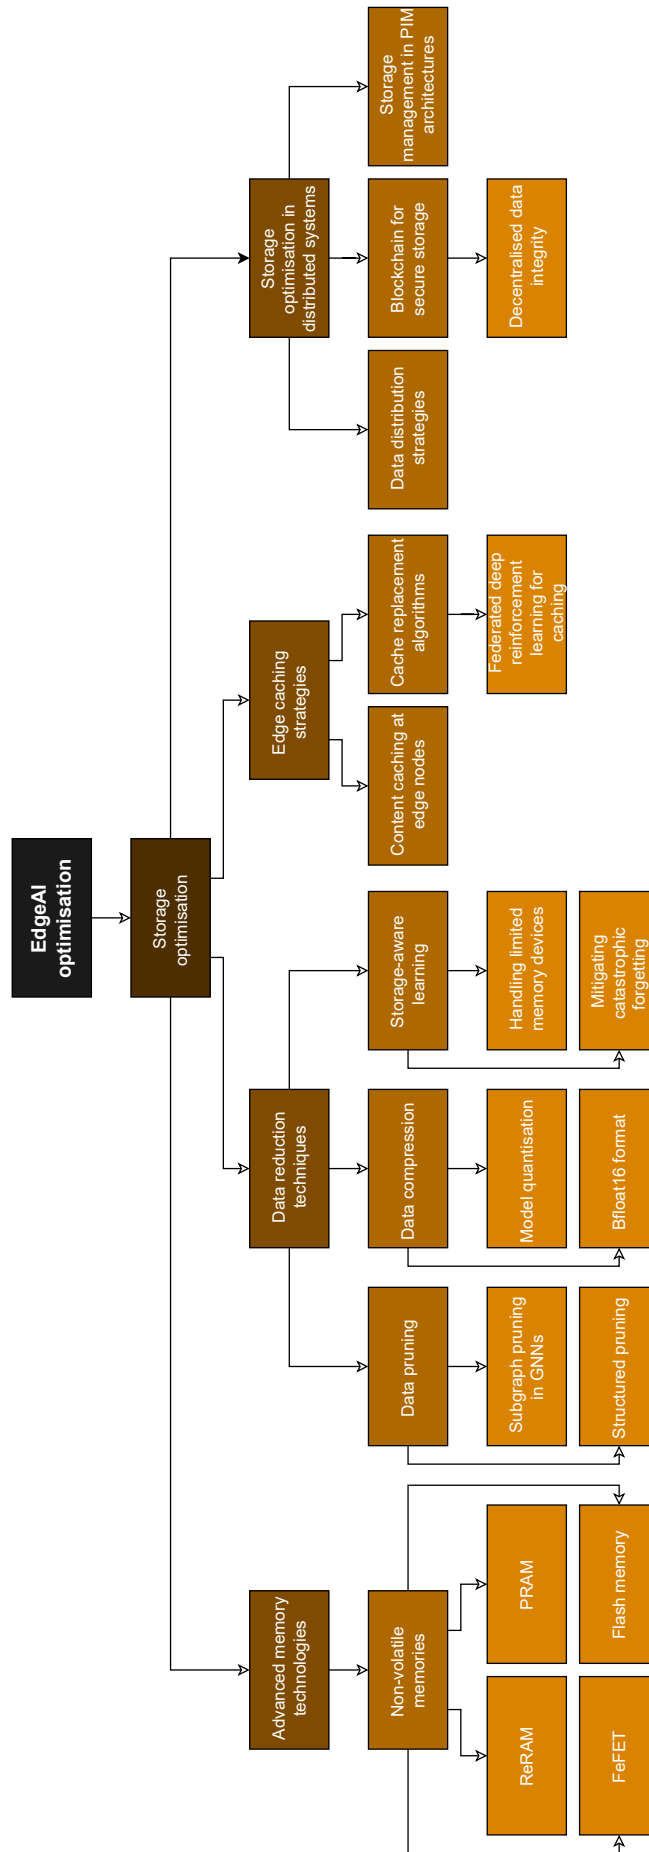 EdgeAI
optimisation
Storage
optimisation
Advanced memory
technologies
Data reduction
techniques
Edge caching
strategies
Storage
optimisation in
distributed systems
Non-volatile
memories
Data pruning
Data compression
Storage-aware
learning
Content caching at
edge nodes
Cache replacement
algorithms
Data distribution
strategies
Blockchain for
secure storage
Storage
management in PIM
architectures
ReRAM
PRAM
Subgraph pruning
in GNNs
Model quantisation
Handling limited
memory devices
Federated deep
reinforcement
learning for
caching
Decentralised data
integrity
FeFET
Flash memory
Structured pruning
Bfloat16 format
Mitigating
catastrophic
forgetting